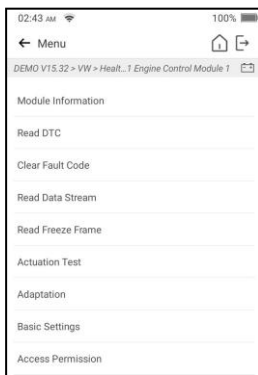 02:43 AM 100%
Menu
DEMO V15.32 > VW > Healt...1 Engine Control Module 1
Module Information
Read DTC
Clear Fault Code
Read Data Stream
Read Freeze Frame
Actuation Test
Adaptation
Basic Settings
Access Permission